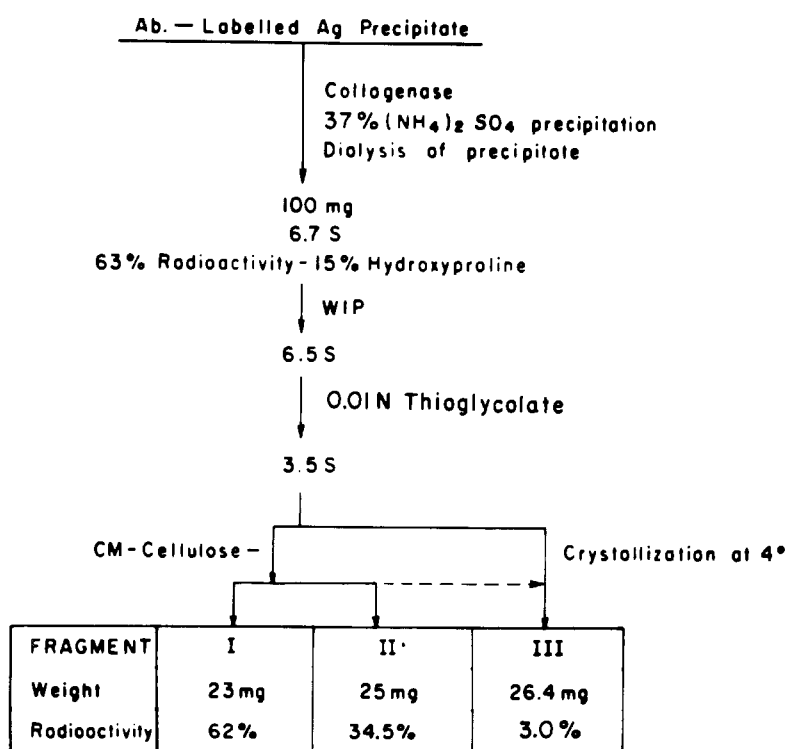 Ab. — Labelled Ag Precipitate
Collagenase
37% (NH4)2 SO4 precipitation
Dialysis of precipitate
100 mg
6.7 S
63% Radioactivity - 15% Hydroxyproline
WIP
6.5 S
0.01 N Thioglycolate
3.5 S
CM-Cellulose —
Crystallization at 4°
FRAGMENT I II III
Weight 23 mg 25 mg 26.4 mg
Radioactivity 62% 34.5% 3.0%